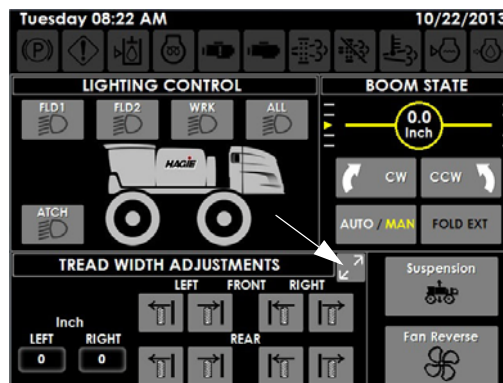 Tuesday 08:22 AM 10/22/2013
LIGHTING CONTROL
FLD1 FLD2 WRK ALL
HAGIE
ATCH
BOOM STATE
0.0
Inch
CW CCW
AUTO / MAN FOLD EXT
TREAD WIDTH ADJUSTMENTS
LEFT FRONT RIGHT
Inch
LEFT RIGHT
0 0
REAR
Suspension
Fan Reverse